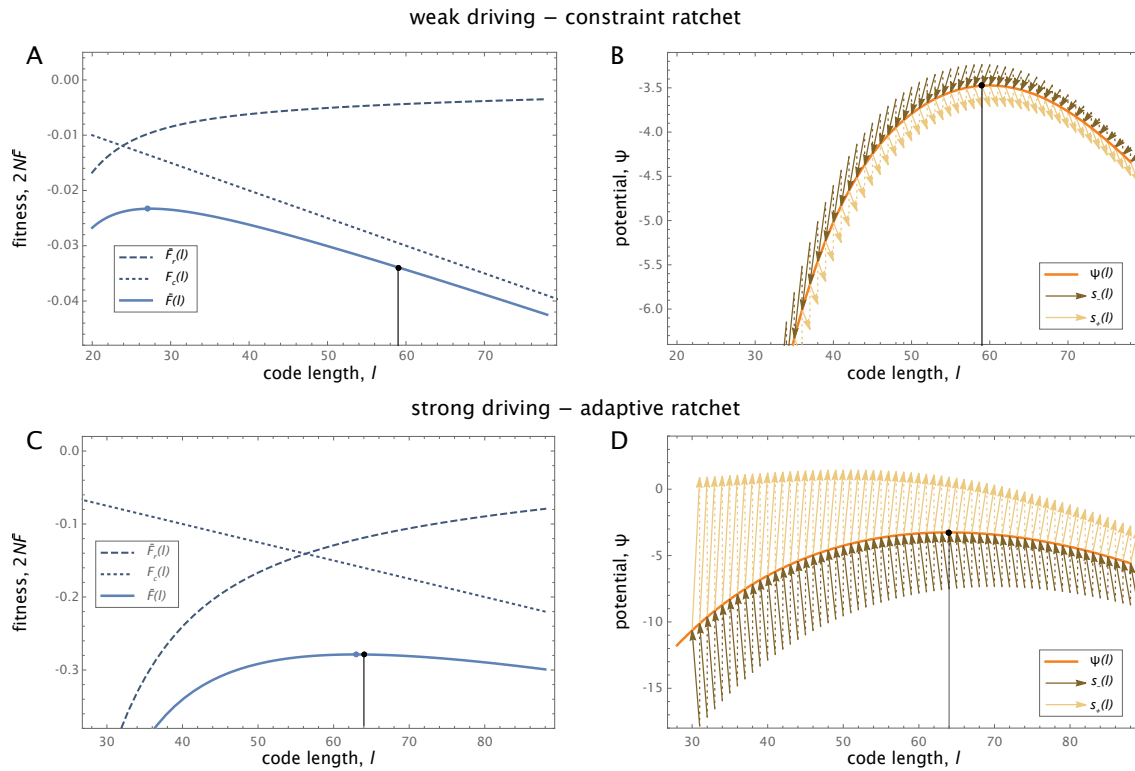 weak driving – constraint ratchet
A
fitness, 2NF̄
0.00
-0.01
-0.02
-0.03
-0.04
F̄r(l)
Fc(l)
F̄(l)
20 30 40 50 60 70
code length, l
B
potential, ψ
-3.5
-4.0
-4.5
-5.0
-5.5
-6.0
ψ(l)
s-(l)
s+(l)
20 30 40 50 60 70
code length, l
strong driving – adaptive ratchet
C
fitness, 2NF̄
0.0
-0.1
-0.2
-0.3
F̄r(l)
Fc(l)
F̄(l)
30 40 50 60 70 80
code length, l
D
potential, ψ
0
-5
-10
-15
ψ(l)
s-(l)
s+(l)
30 40 50 60 70 80
code length, l